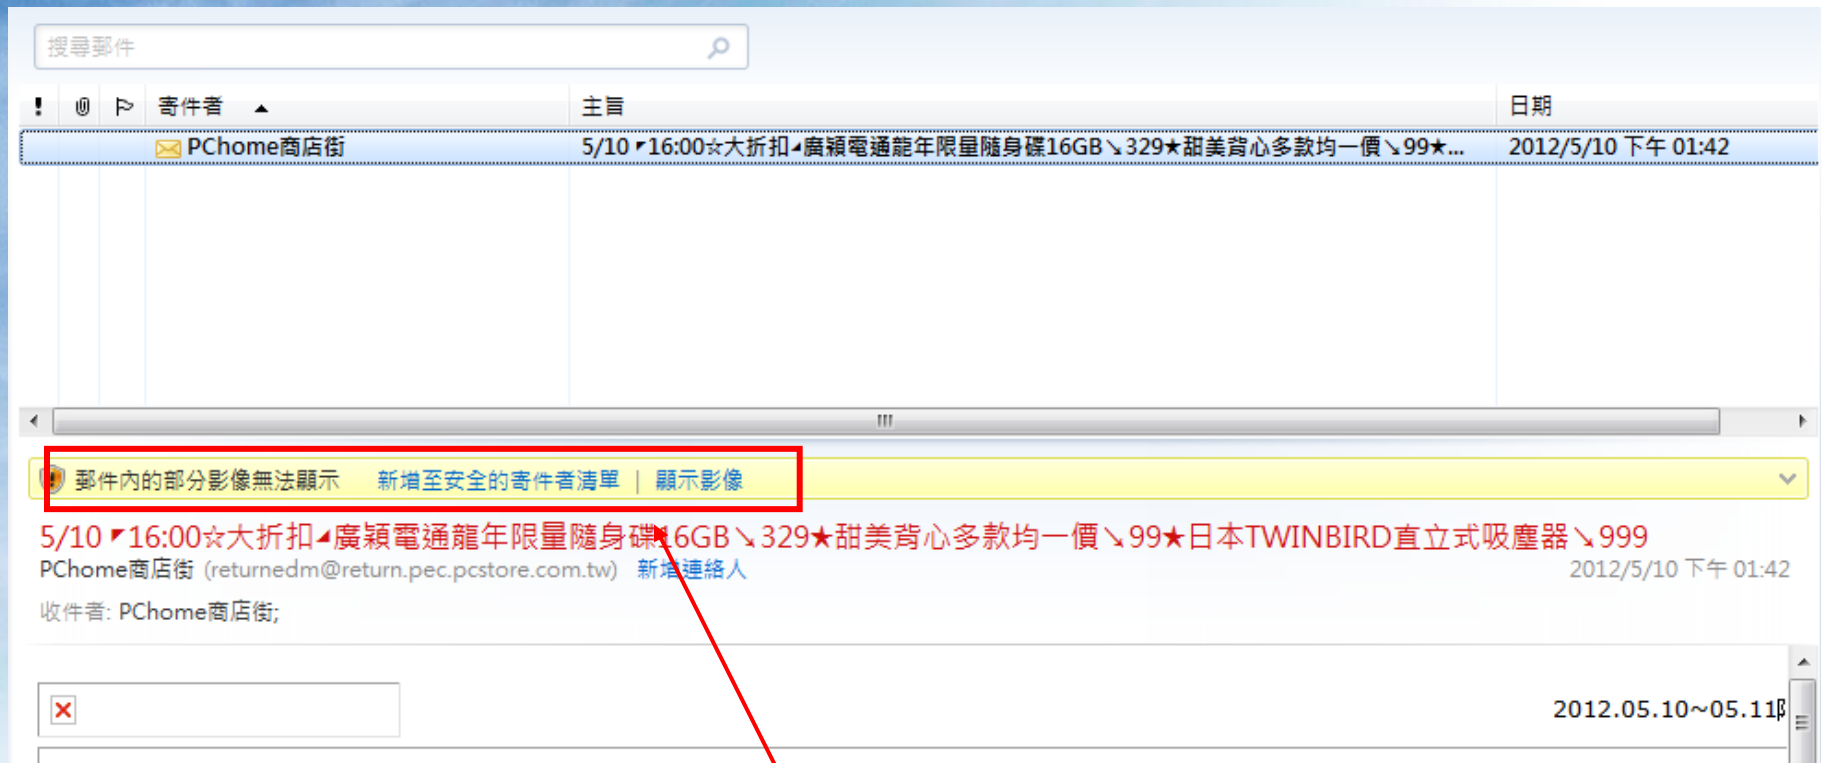 搜尋郵件
! 寄件者 ▲ 主旨 日期
PChome商店街 5/10◤16:00☆大折扣◢廣穎電通龍年限量隨身碟16GB↘329★甜美背心多款均一價↘99★... 2012/5/10 下午 01:42
郵件內的部分影像無法顯示 新增至安全的寄件者清單 | 顯示影像
5/10◤16:00☆大折扣◢廣穎電通龍年限量隨身碟16GB↘329★甜美背心多款均一價↘99★日本TWINBIRD直立式吸塵器↘999
PChome商店街 (returnedm@return.pec.pcstore.com.tw) 新增連絡人 2012/5/10 下午 01:42
收件者: PChome商店街;
2012.05.10~05.11